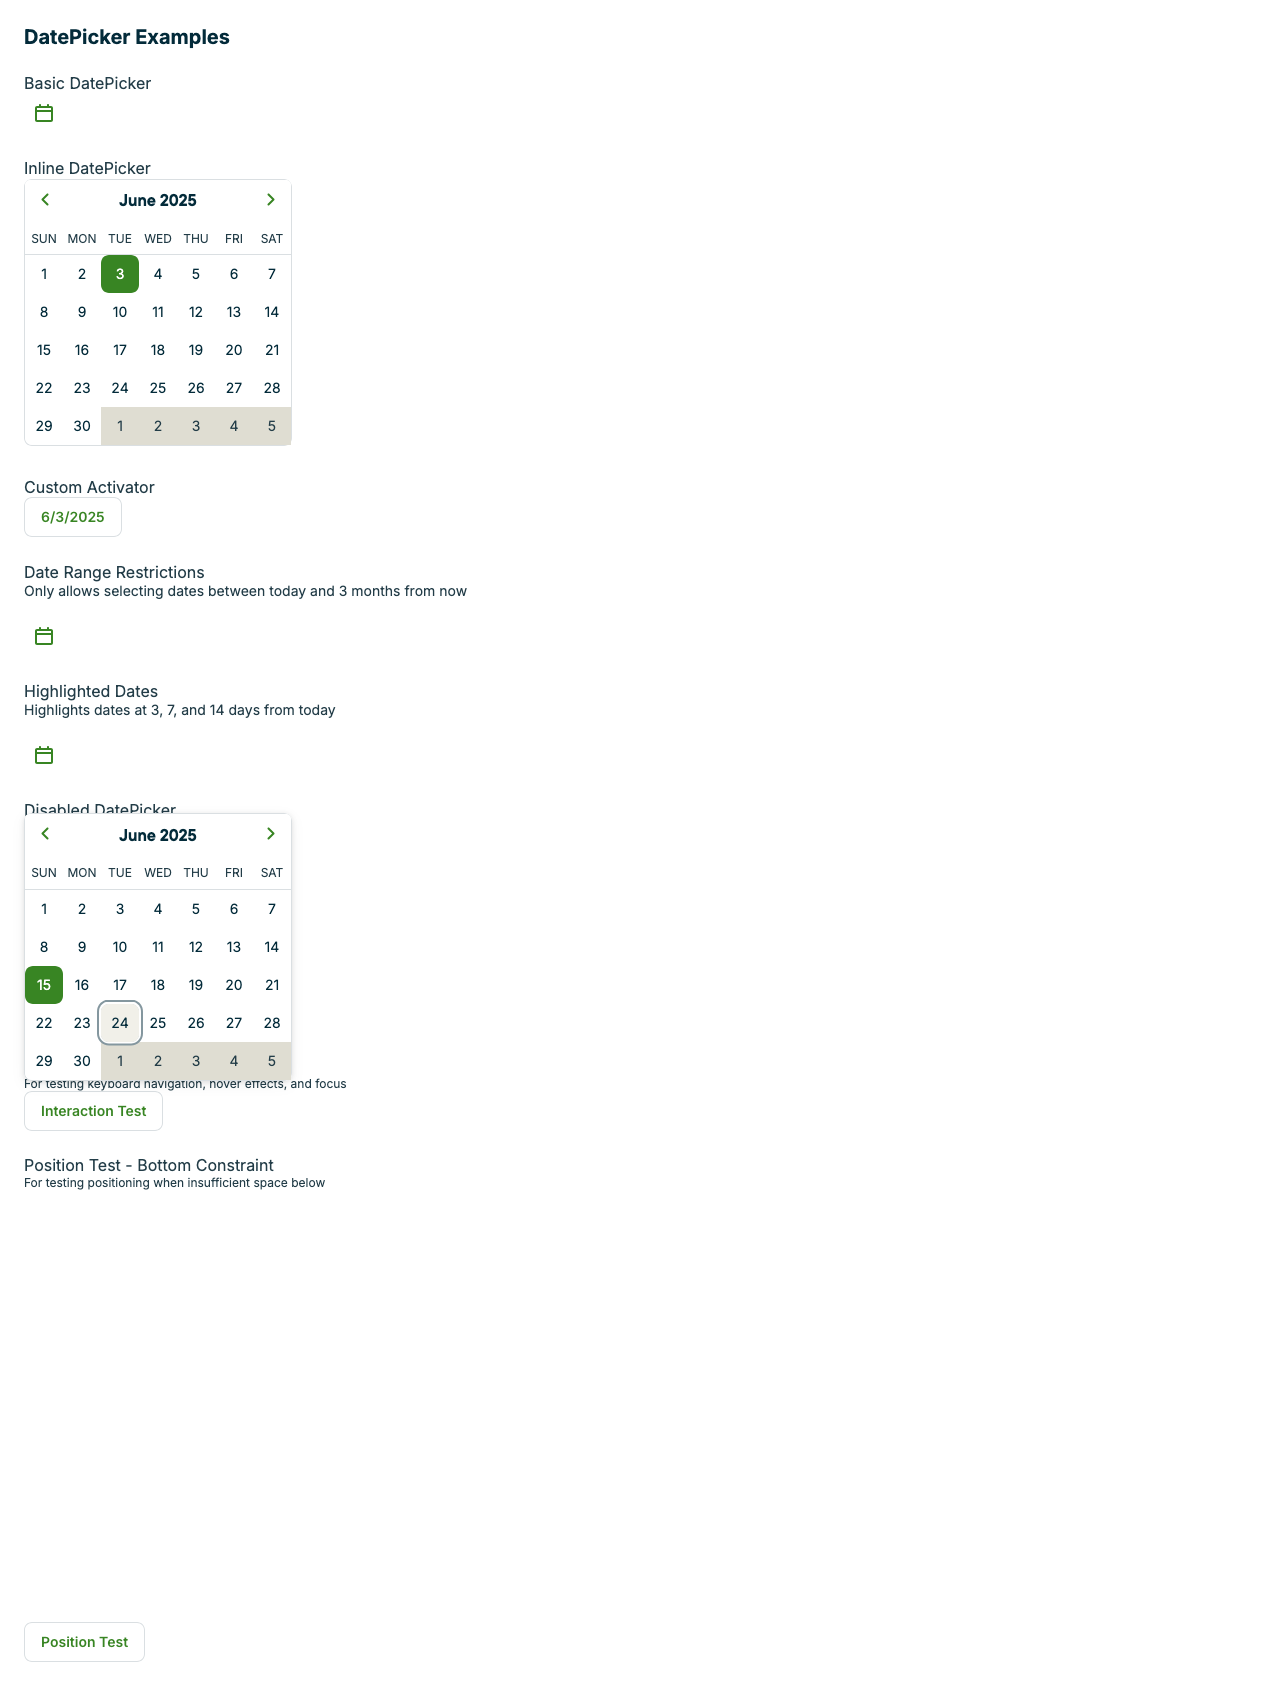 DatePicker Examples
Basic DatePicker
Inline DatePicker
June 2025
SUN MON TUE WED THU FRI SAT
1 2 3 4 5 6 7
8 9 10 11 12 13 14
15 16 17 18 19 20 21
22 23 24 25 26 27 28
29 30 1 2 3 4 5
Custom Activator
6/3/2025
Date Range Restrictions
Only allows selecting dates between today and 3 months from now
Highlighted Dates
Highlights dates at 3, 7, and 14 days from today
Disabled DatePicker
June 2025
SUN MON TUE WED THU FRI SAT
1 2 3 4 5 6 7
8 9 10 11 12 13 14
15 16 17 18 19 20 21
22 23 24 25 26 27 28
29 30 1 2 3 4 5
For testing keyboard navigation, hover effects, and focus
Interaction Test
Position Test - Bottom Constraint
For testing positioning when insufficient space below
Position Test